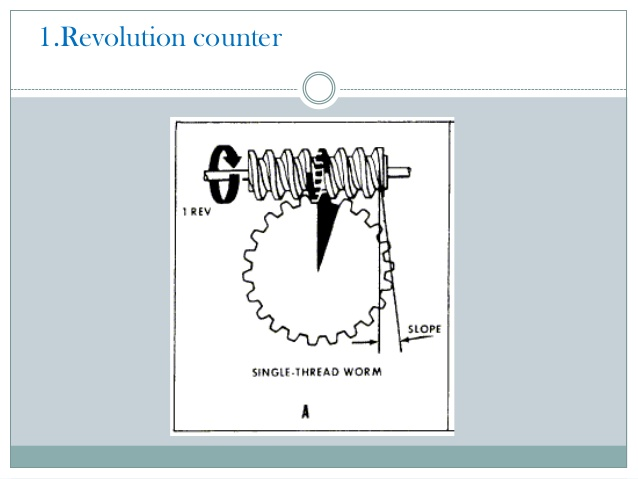 1.Revolution counter
1 REV
SLOPE
SINGLE-THREAD WORM
A